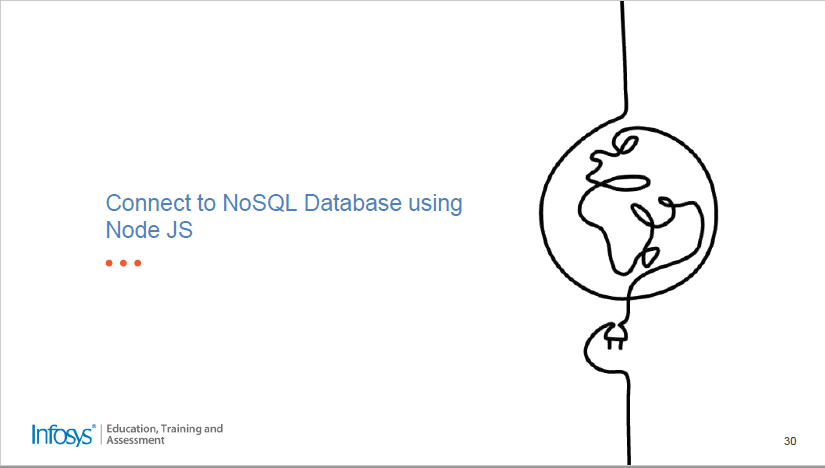 Connect to NoSQL Database using
Node JS
Infosys®
Education, Training and
Assessment
30